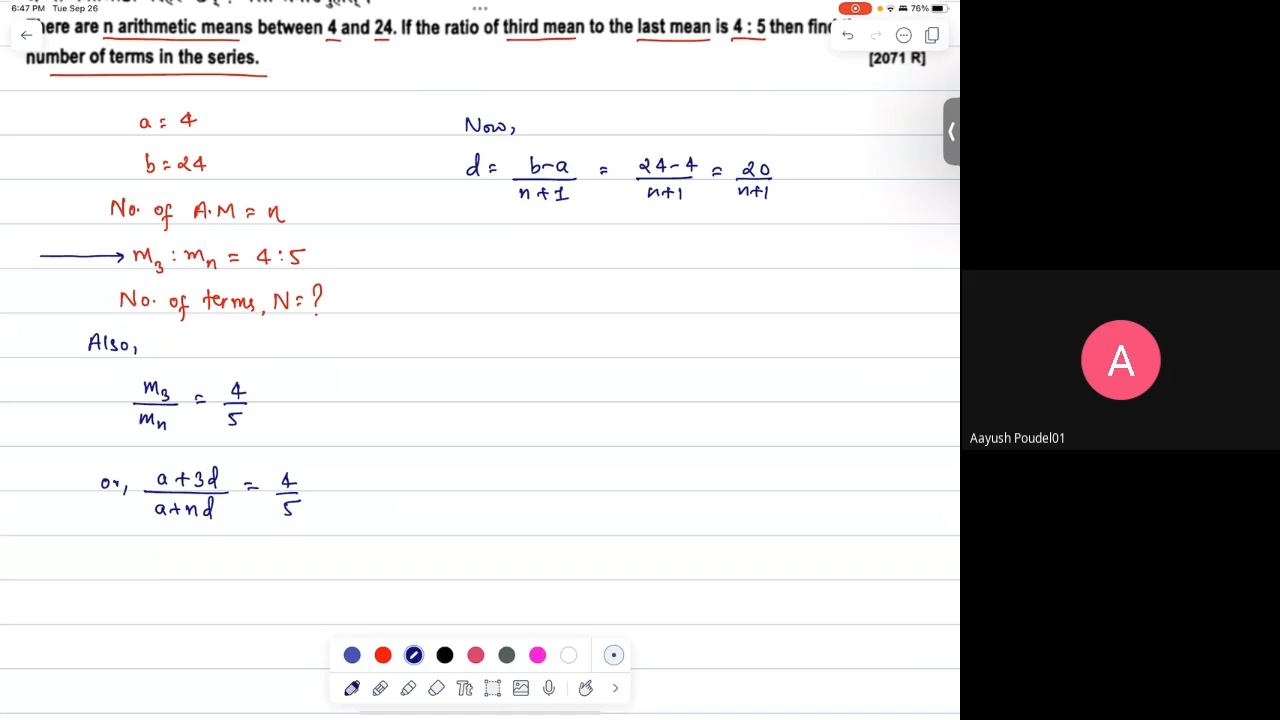 6:47 PM Tue Sep 26
76%
here are n arithmetic means between 4 and 24. If the ratio of third mean to the last mean is 4 : 5 then find
number of terms in the series.
[2071 R]
a = 4
b = 24
No. of A.M = n
m₃ : mₙ = 4 : 5
No. of terms, N = ?
Also,
m₃/mₙ = 4/5
or, (a+3d)/(a+nd) = 4/5
Now,
d = (b-a)/(n+1) = (24-4)/(n+1) = 20/(n+1)
Tt
A
Aayush Poudel01